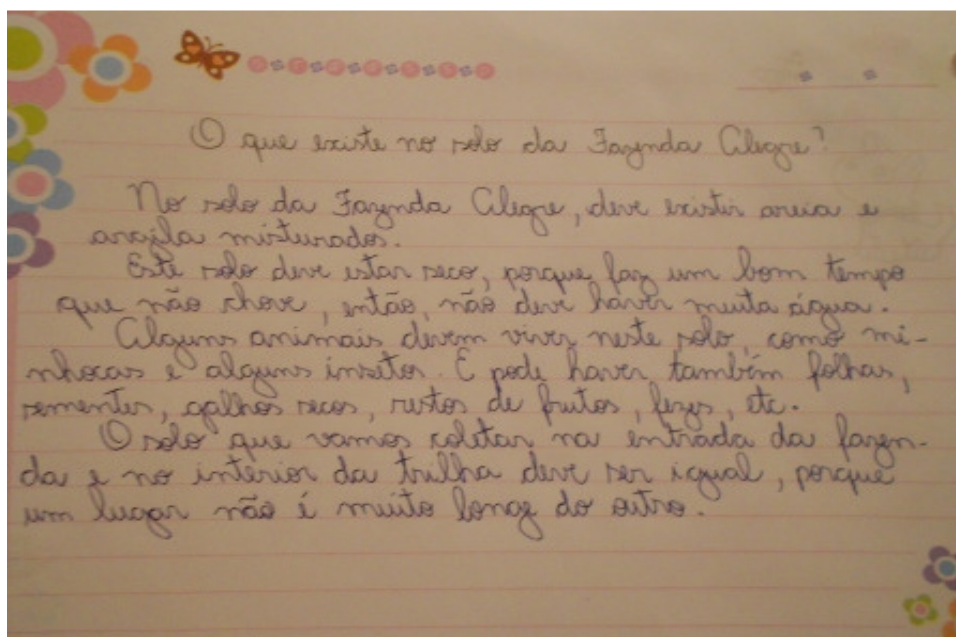 O que existe no solo da Fazenda Alegre?
No solo da Fazenda Alegre, deve existir areia e
argila misturados.
Este solo deve estar seco, porque faz um bom tempo
que não chove, então, não deve haver muita água.
Alguns animais devem viver neste solo, como mi-
nhocas e alguns insetos. E pode haver também folhas,
sementes, galhos secos, restos de frutos, fezes, etc.
O solo que vamos coletar na entrada da fazen-
da e no interior da trilha deve ser igual, porque
um lugar não é muito longe do outro.